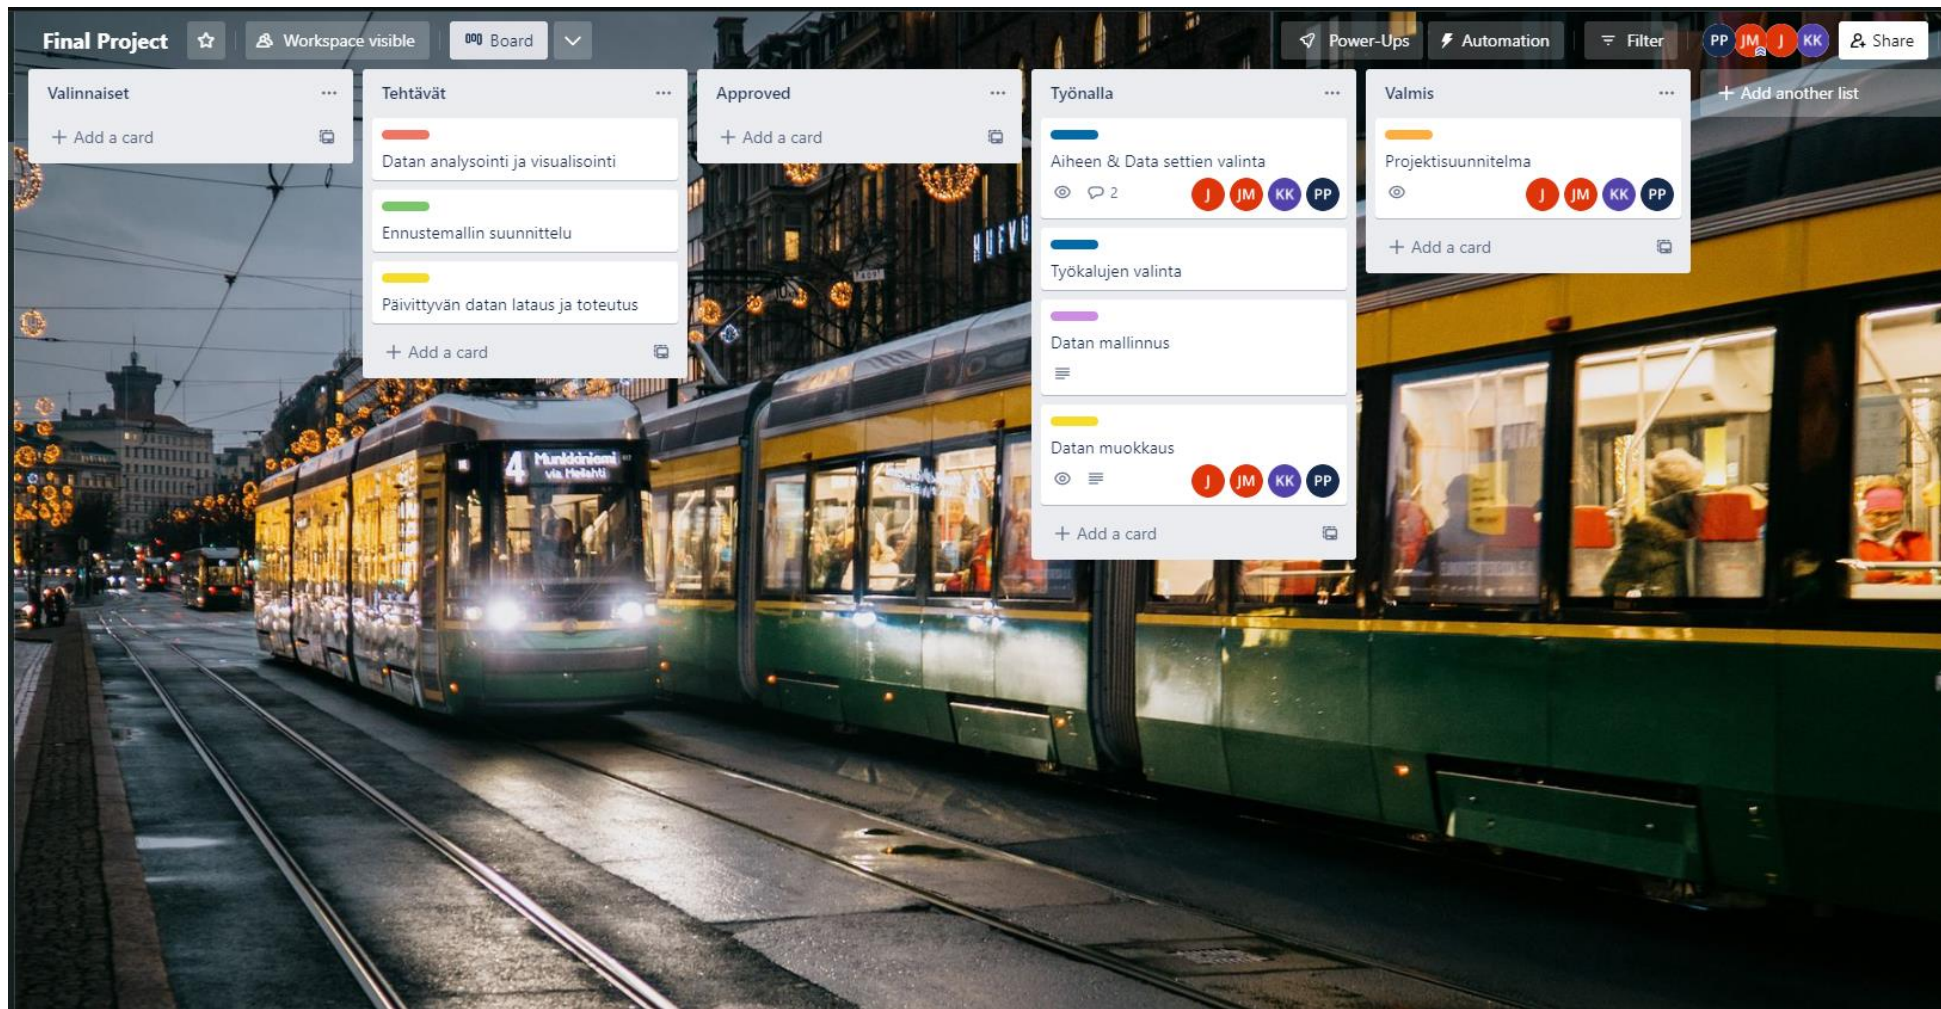 Final Project
Workspace visible
Board
Power-Ups
Automation
Filter
PP JM J KK
Share
Valinnaiset
+ Add a card
Tehtävät
Datan analysointi ja visualisointi
Ennustemallin suunnittelu
Päivittyvän datan lataus ja toteutus
+ Add a card
Approved
+ Add a card
Työnalla
Aiheen & Data settien valinta
2
J JM KK PP
Työkalujen valinta
Datan mallinnus
Datan muokkaus
J JM KK PP
+ Add a card
Valmis
Projektisuunnitelma
J JM KK PP
+ Add a card
+ Add another list
4 Munkkiniemi
via Meilahti